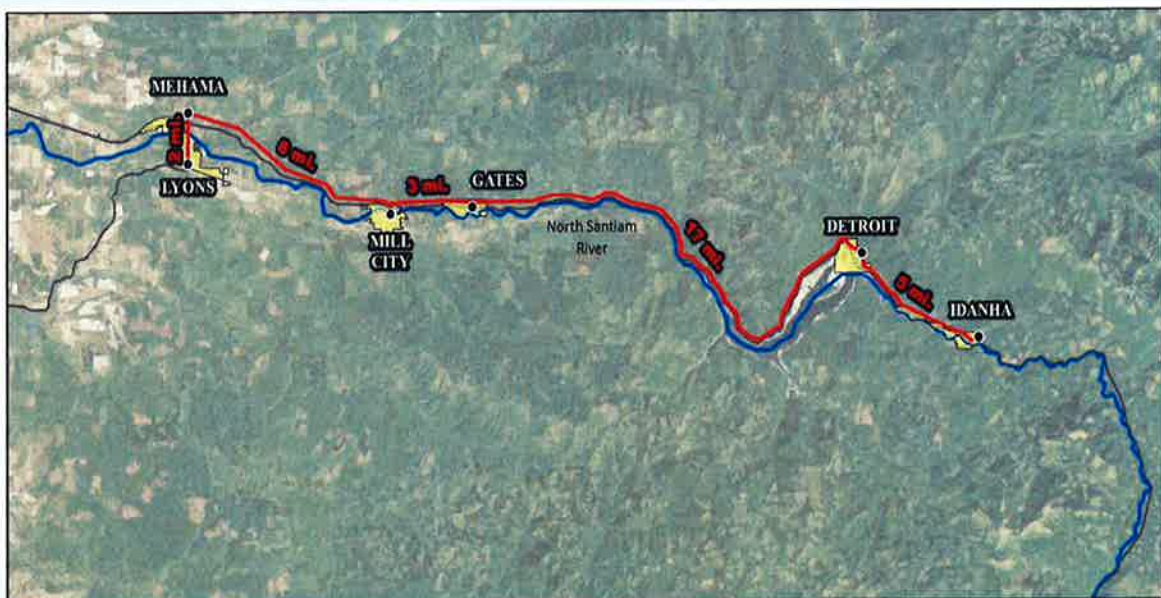 MEHAMA
2 mi.
LYONS
8 mi.
3 mi.
GATES
MILL
CITY
North Santiam
River
17 mi.
DETROIT
5 mi.
IDANHA